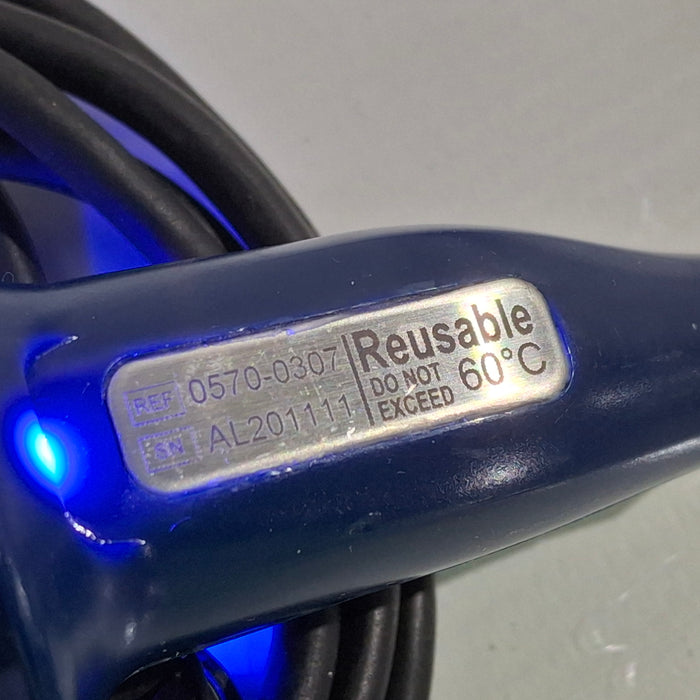 REF 0570-0307
SN AL201111
Reusable
DO NOT EXCEED 60°C